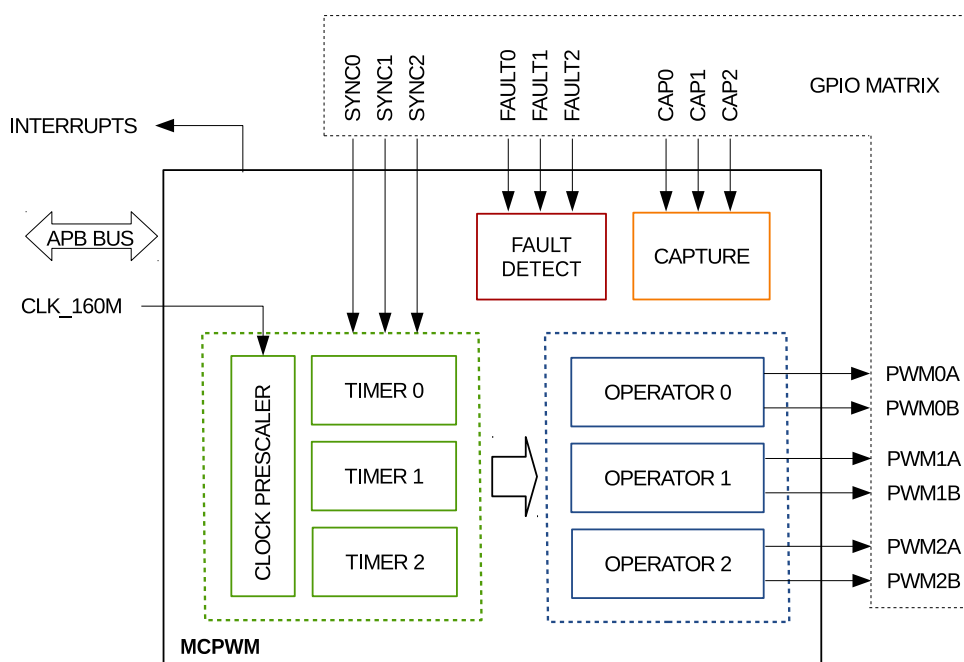 SYNC0
SYNC1
SYNC2
FAULT0
FAULT1
FAULT2
CAP0
CAP1
CAP2
GPIO MATRIX
INTERRUPTS
APB BUS
FAULT
DETECT
CAPTURE
CLK_160M
CLOCK PRESCALER
TIMER 0
TIMER 1
TIMER 2
OPERATOR 0
OPERATOR 1
OPERATOR 2
PWM0A
PWM0B
PWM1A
PWM1B
PWM2A
PWM2B
MCPWM